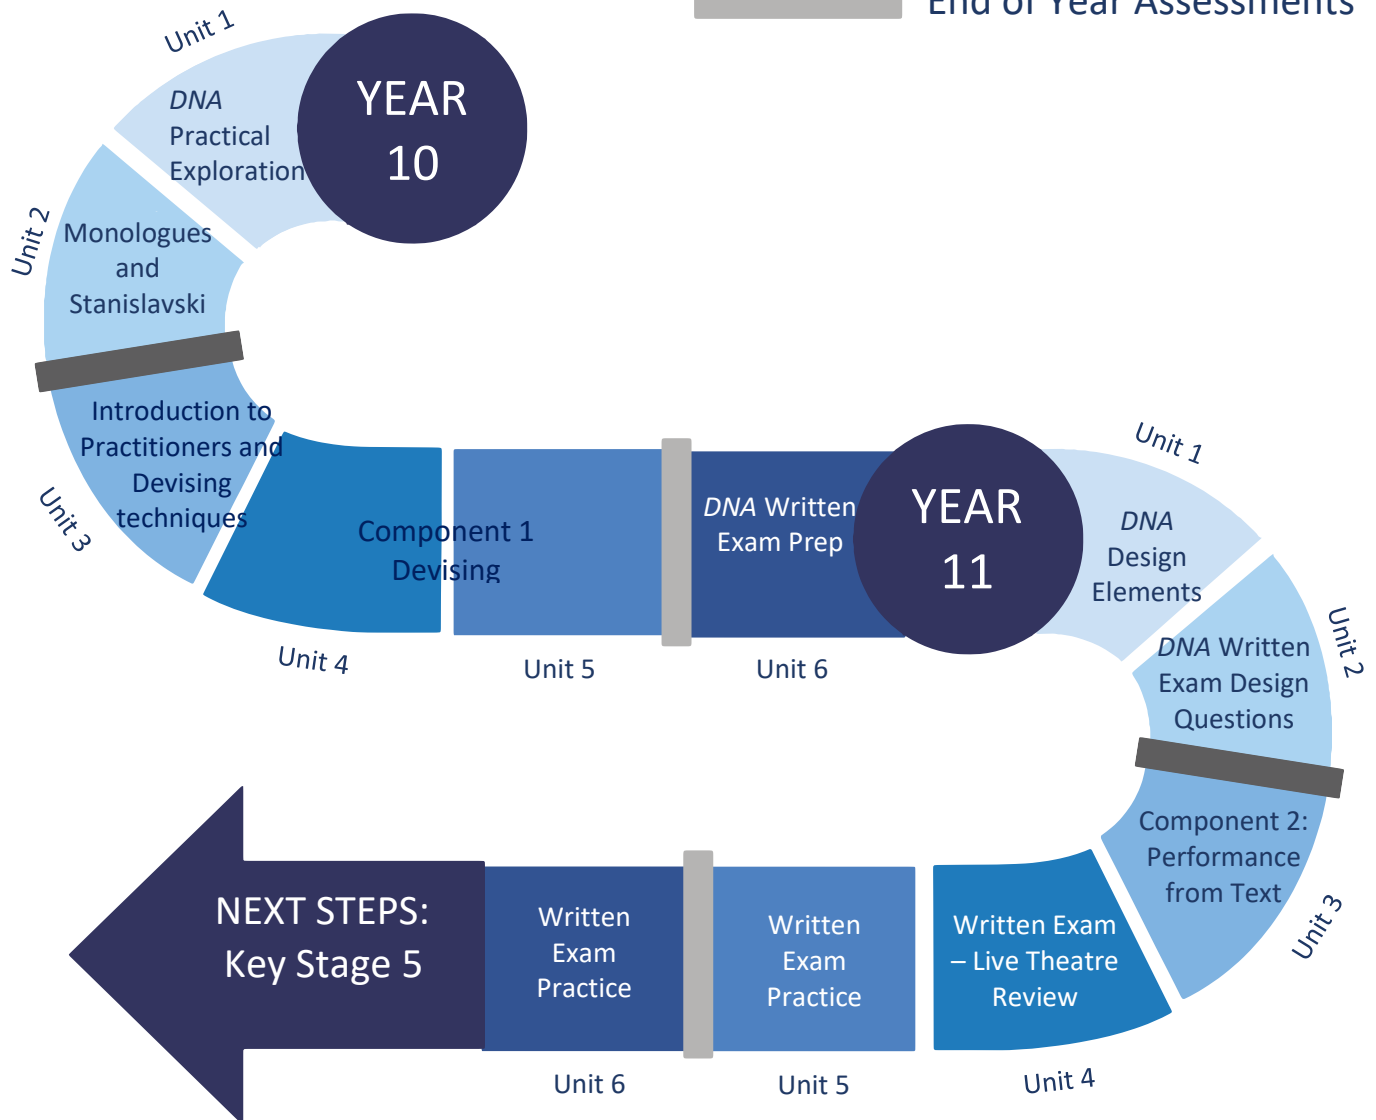 End of Year Assessments
Unit 1
YEAR
10
DNA
Practical
Exploration
Unit 2
Monologues
and
Stanislavski
Unit 3
Introduction to
Practitioners and
Devising
techniques
Component 1
Devising
Unit 4
Unit 5
DNA Written
Exam Prep
Unit 6
YEAR
11
Unit 1
DNA
Design
Elements
Unit 2
DNA Written
Exam Design
Questions
Component 2:
Performance
from Text
Unit 3
Written Exam
– Live Theatre
Review
Unit 4
Written
Exam
Practice
Unit 5
Written
Exam
Practice
Unit 6
NEXT STEPS:
Key Stage 5